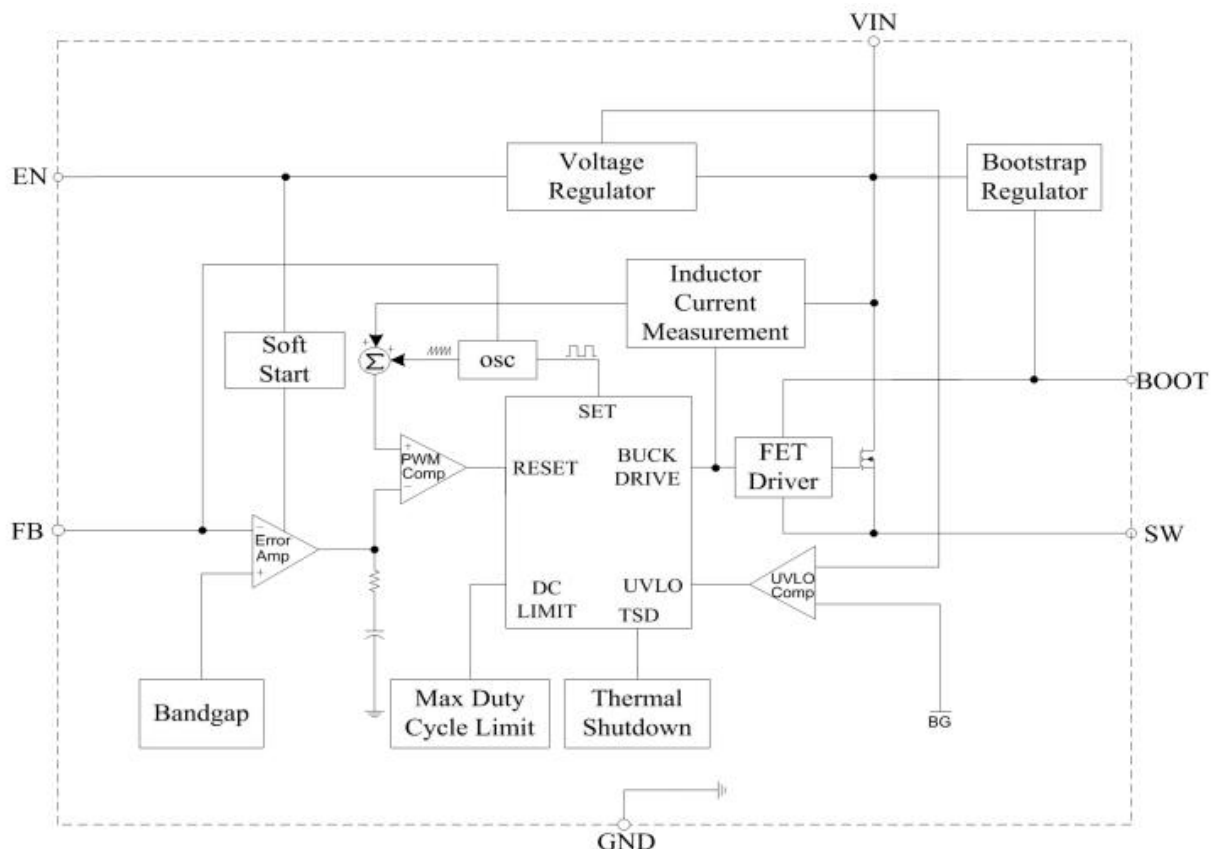 VIN
EN
Voltage
Regulator
Bootstrap
Regulator
Inductor
Current
Measurement
Soft
Start
+
+
Σ
osc
SET
BOOT
+
PWM
Comp
−
RESET
BUCK
DRIVE
FET
Driver
FB
−
Error
Amp
+
SW
DC
LIMIT
UVLO
TSD
UVLO
Comp
Bandgap
Max Duty
Cycle Limit
Thermal
Shutdown
BG
GND